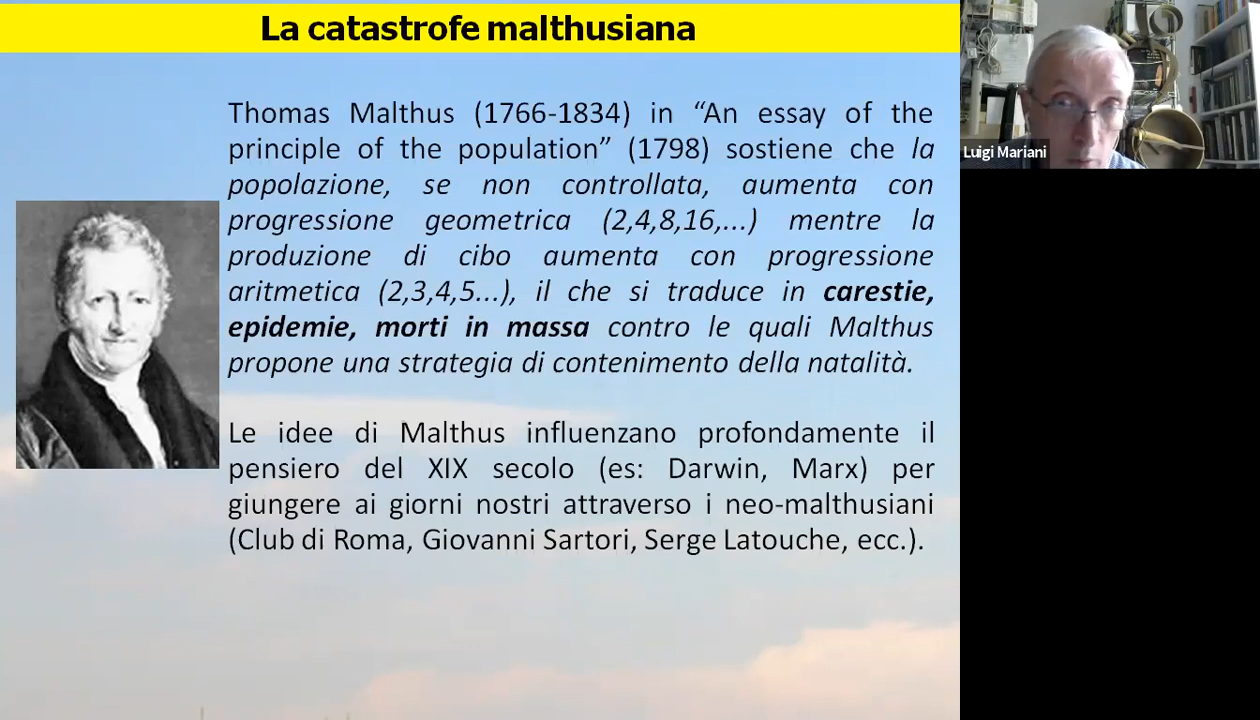 La catastrofe malthusiana
Thomas Malthus (1766-1834) in “An essay of the
principle of the population” (1798) sostiene che la
popolazione, se non controllata, aumenta con
progressione geometrica (2,4,8,16,...) mentre la
produzione di cibo aumenta con progressione
aritmetica (2,3,4,5...), il che si traduce in carestie,
epidemie, morti in massa contro le quali Malthus
propone una strategia di contenimento della natalità.
Le idee di Malthus influenzano profondamente il
pensiero del XIX secolo (es: Darwin, Marx) per
giungere ai giorni nostri attraverso i neo-malthusiani
(Club di Roma, Giovanni Sartori, Serge Latouche, ecc.).
Luigi Mariani